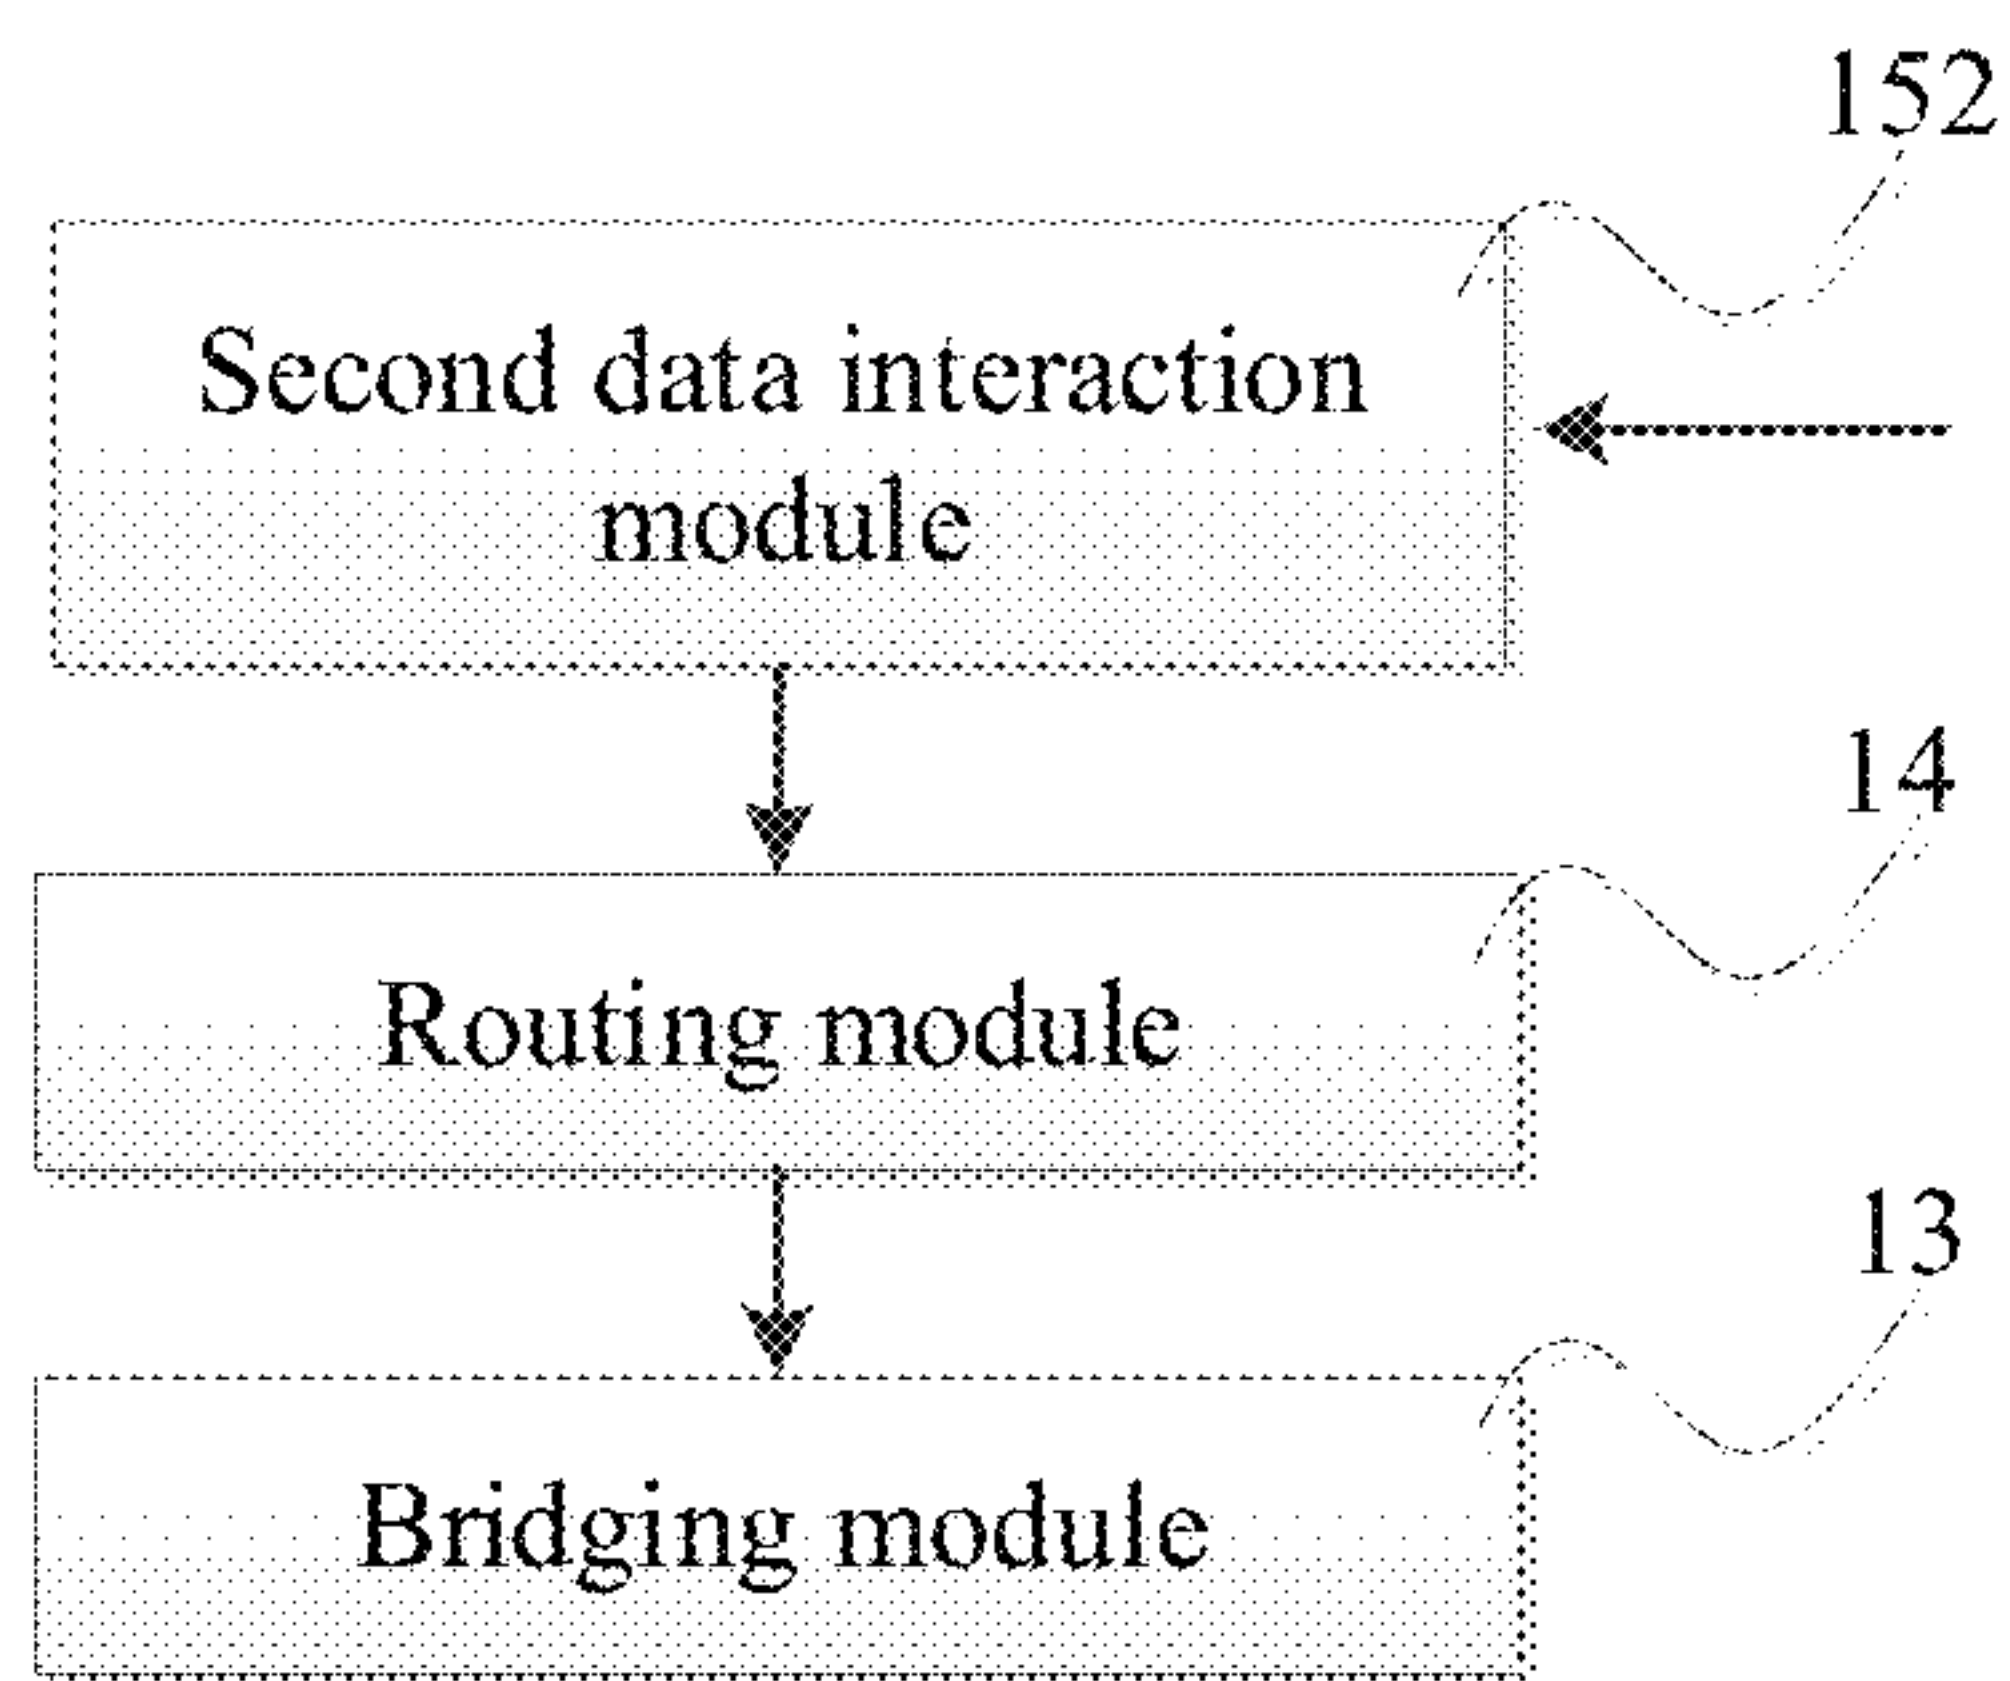 152
Second data interaction
module
14
Routing module
13
Bridging module